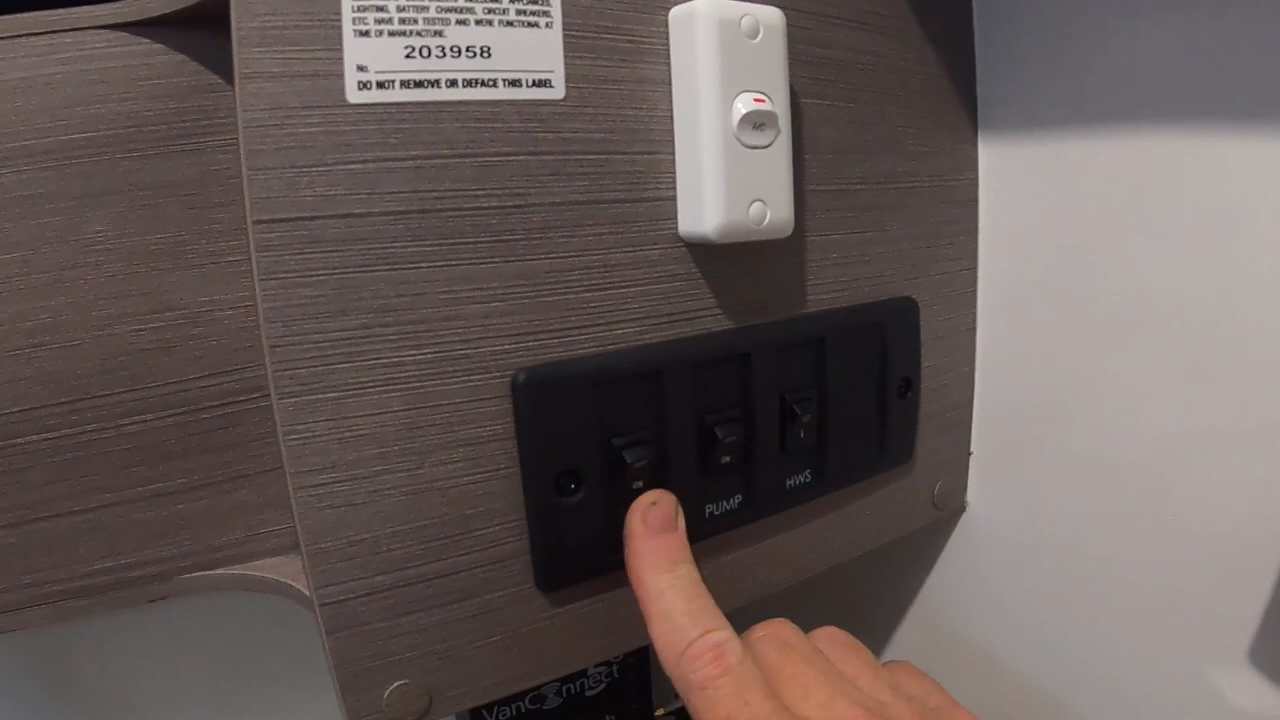 LIGHTING, BATTERY CHARGERS, CIRCUIT BREAKERS,
ETC. HAVE BEEN TESTED AND WERE FUNCTIONAL AT
TIME OF MANUFACTURE.
203958
No.
DO NOT REMOVE OR DEFACE THIS LABEL
A/C
ON
ON
PUMP
HWS
VanConnect